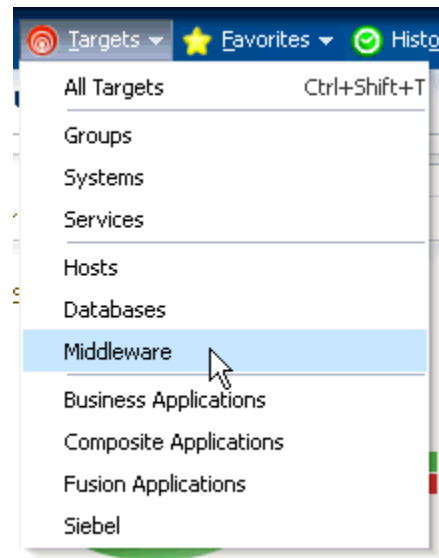 Targets Favorites Histo
All Targets Ctrl+Shift+T
Groups
Systems
Services
Hosts
Databases
Middleware
Business Applications
Composite Applications
Fusion Applications
Siebel